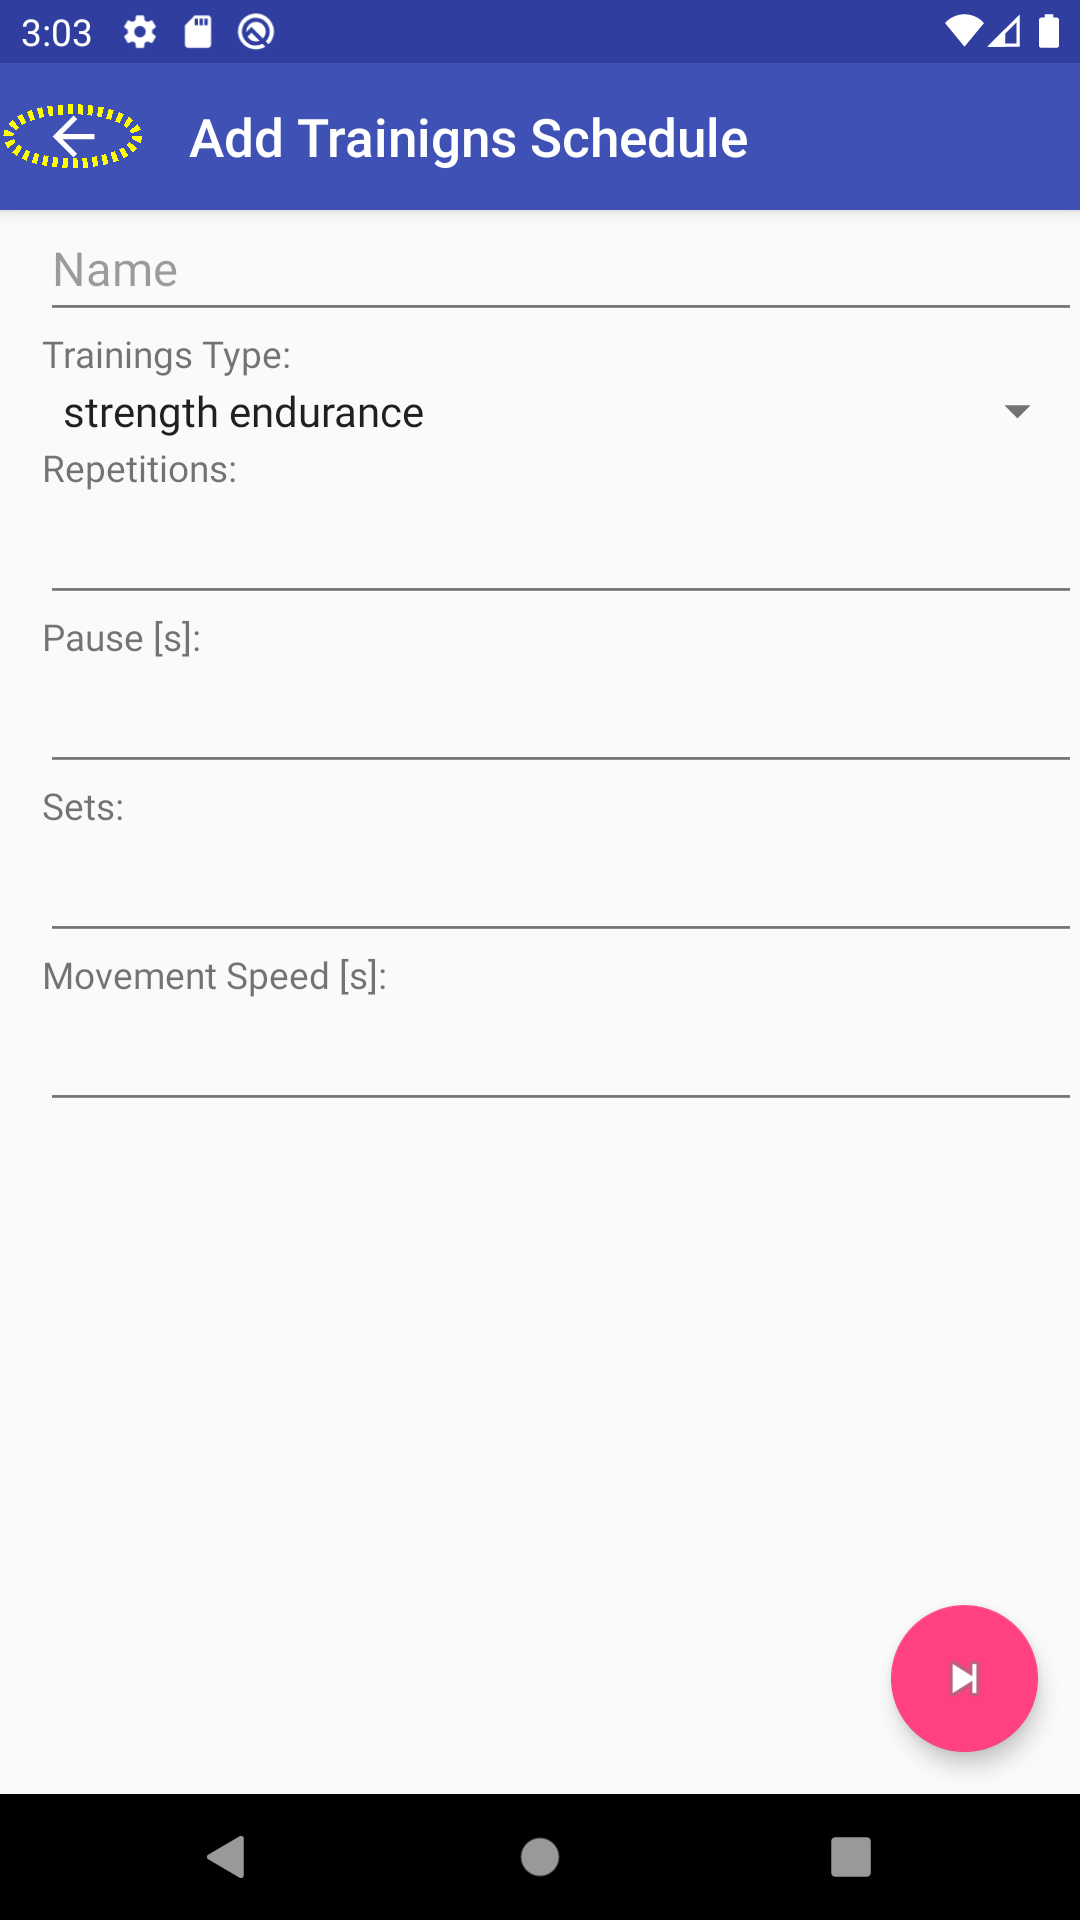 3:03
Add Trainigns Schedule
Name
Trainings Type:
strength endurance
Repetitions:
Pause [s]:
Sets:
Movement Speed [s]: